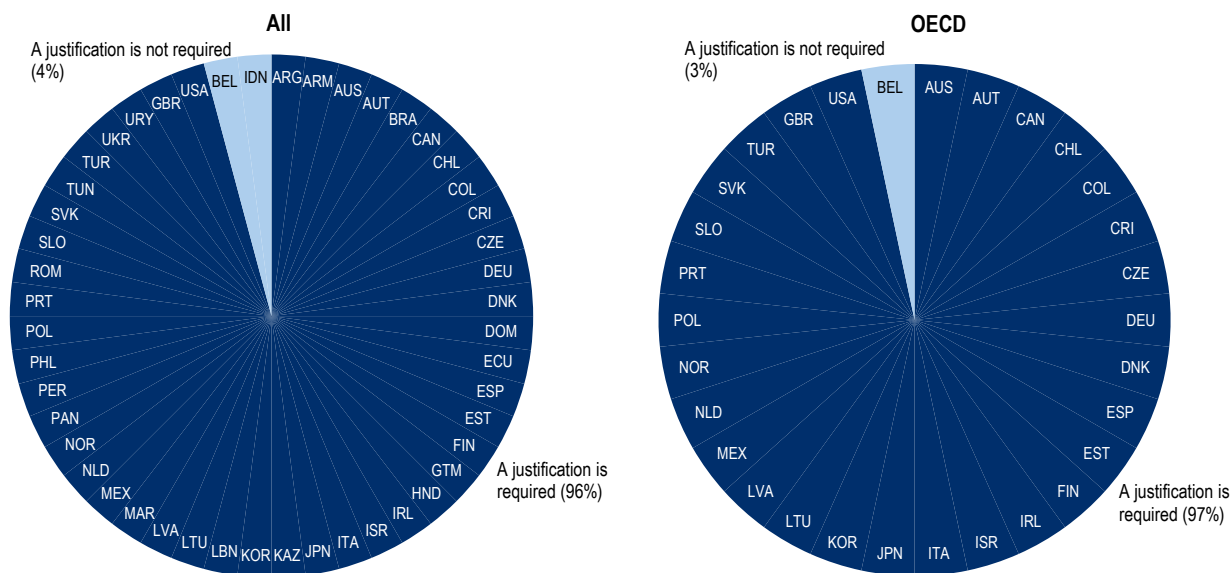 All
A justification is not required
(4%)
IDN
ARG
ARM
AUS
AUT
BRA
CAN
CHL
COL
CRI
CZE
DEU
DNK
DOM
ECU
ESP
EST
FIN
GTM
HND
IRL
ISR
ITA
JPN
KAZ
KOR
LBN
LTU
LVA
MAR
MEX
NLD
NOR
PAN
PER
PHL
POL
PRT
ROM
SLO
SVK
TUN
TUR
UKR
URY
GBR
USA
BEL
A justification is
required (96%)
OECD
A justification is not required
(3%)
BEL
AUS
AUT
CAN
CHL
COL
CRI
CZE
DEU
DNK
ESP
EST
FIN
IRL
ISR
ITA
JPN
KOR
LTU
LVA
MEX
NLD
NOR
POL
PRT
SLO
SVK
TUR
GBR
USA
A justification is
required (97%)